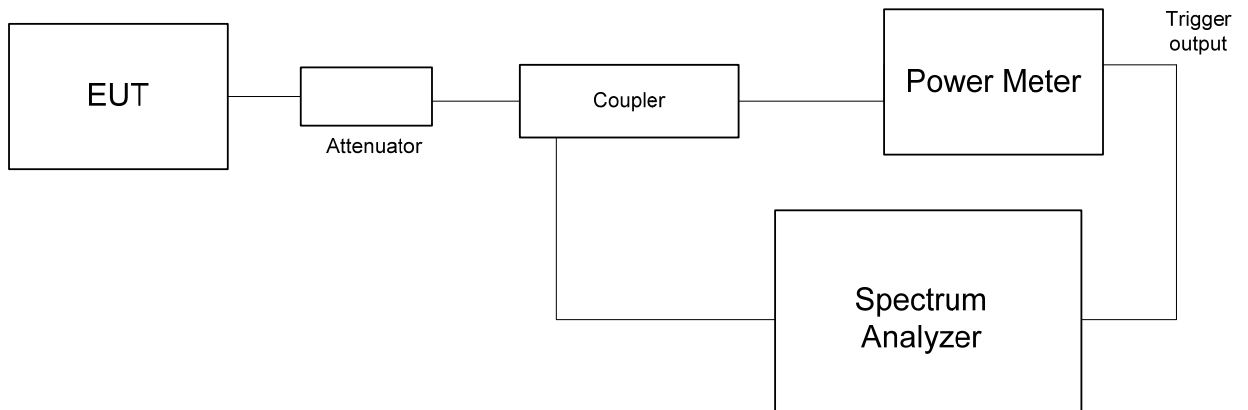 EUT
Attenuator
Coupler
Power Meter
Trigger
output
Spectrum
Analyzer